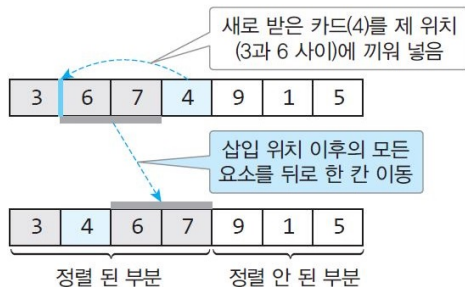 새로 받은 카드(4)를 제 위치
(3과 6 사이)에 끼워 넣음
3 6 7 4 9 1 5
삽입 위치 이후의 모든
요소를 뒤로 한 칸 이동
3 4 6 7 9 1 5
정렬 된 부분 정렬 안 된 부분